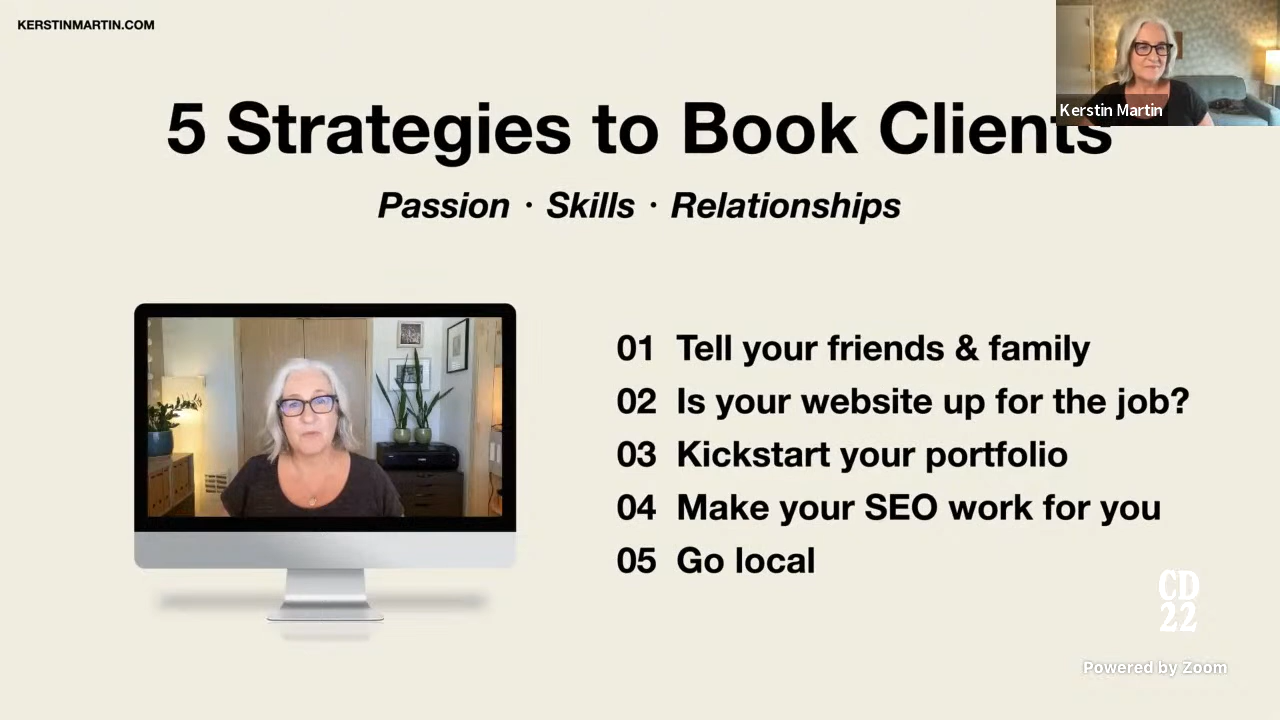 KERSTINMARTIN.COM
Kerstin Martin
5 Strategies to Book Clients
Passion · Skills · Relationships
01 Tell your friends & family
02 Is your website up for the job?
03 Kickstart your portfolio
04 Make your SEO work for you
05 Go local
CD
22
Powered by Zoom